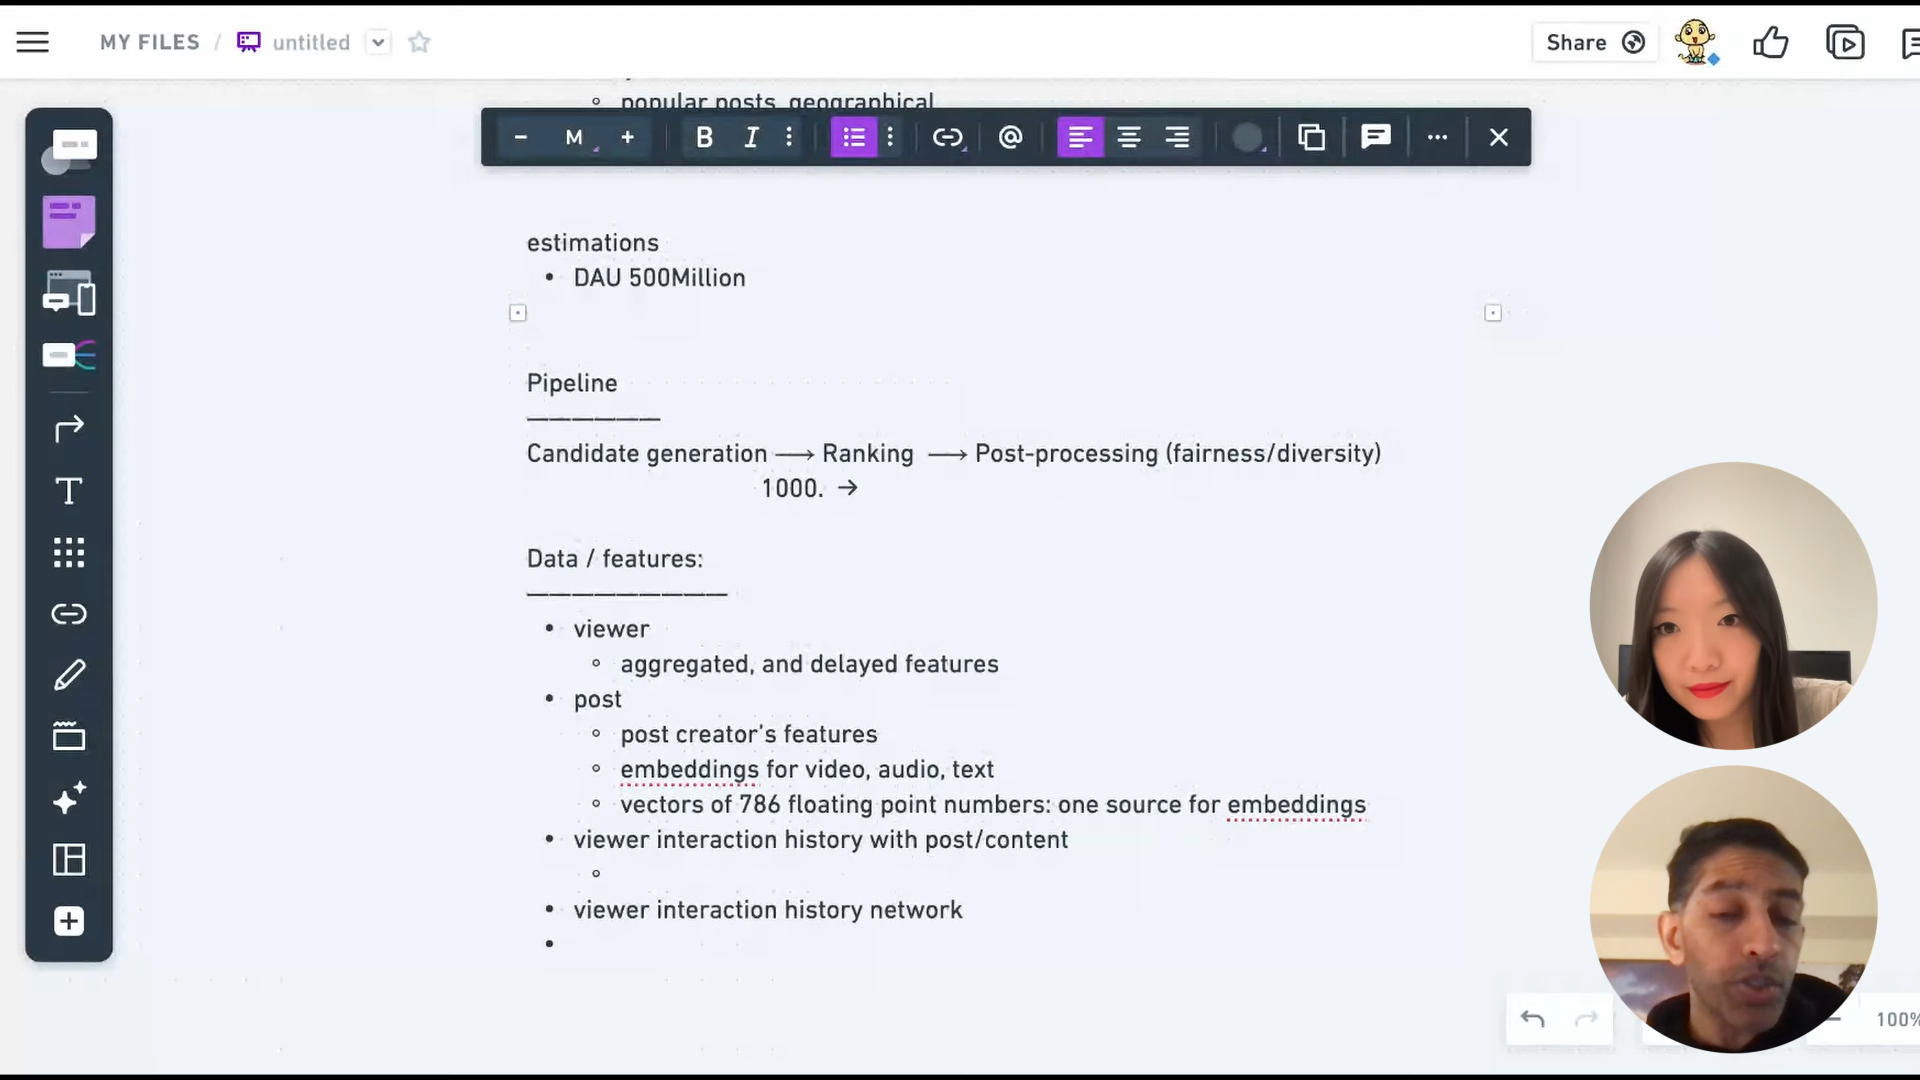 MY FILES / untitled
Share
popular posts, geographical
M
B I
@
estimations
• DAU 500Million
Pipeline
——————
Candidate generation ⟶ Ranking ⟶ Post-processing (fairness/diversity)
1000. →
Data / features:
—————————
• viewer
◦ aggregated, and delayed features
• post
◦ post creator's features
◦ embeddings for video, audio, text
◦ vectors of 786 floating point numbers: one source for embeddings
• viewer interaction history with post/content
◦
• viewer interaction history network
•
T
100%